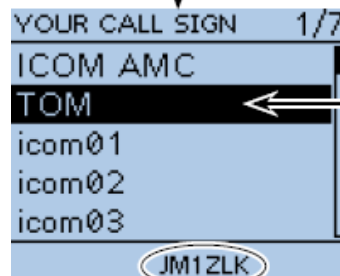 YOUR CALL SIGN 1/7
ICOM AMC
TOM
icom01
icom02
icom03
JM1ZLK